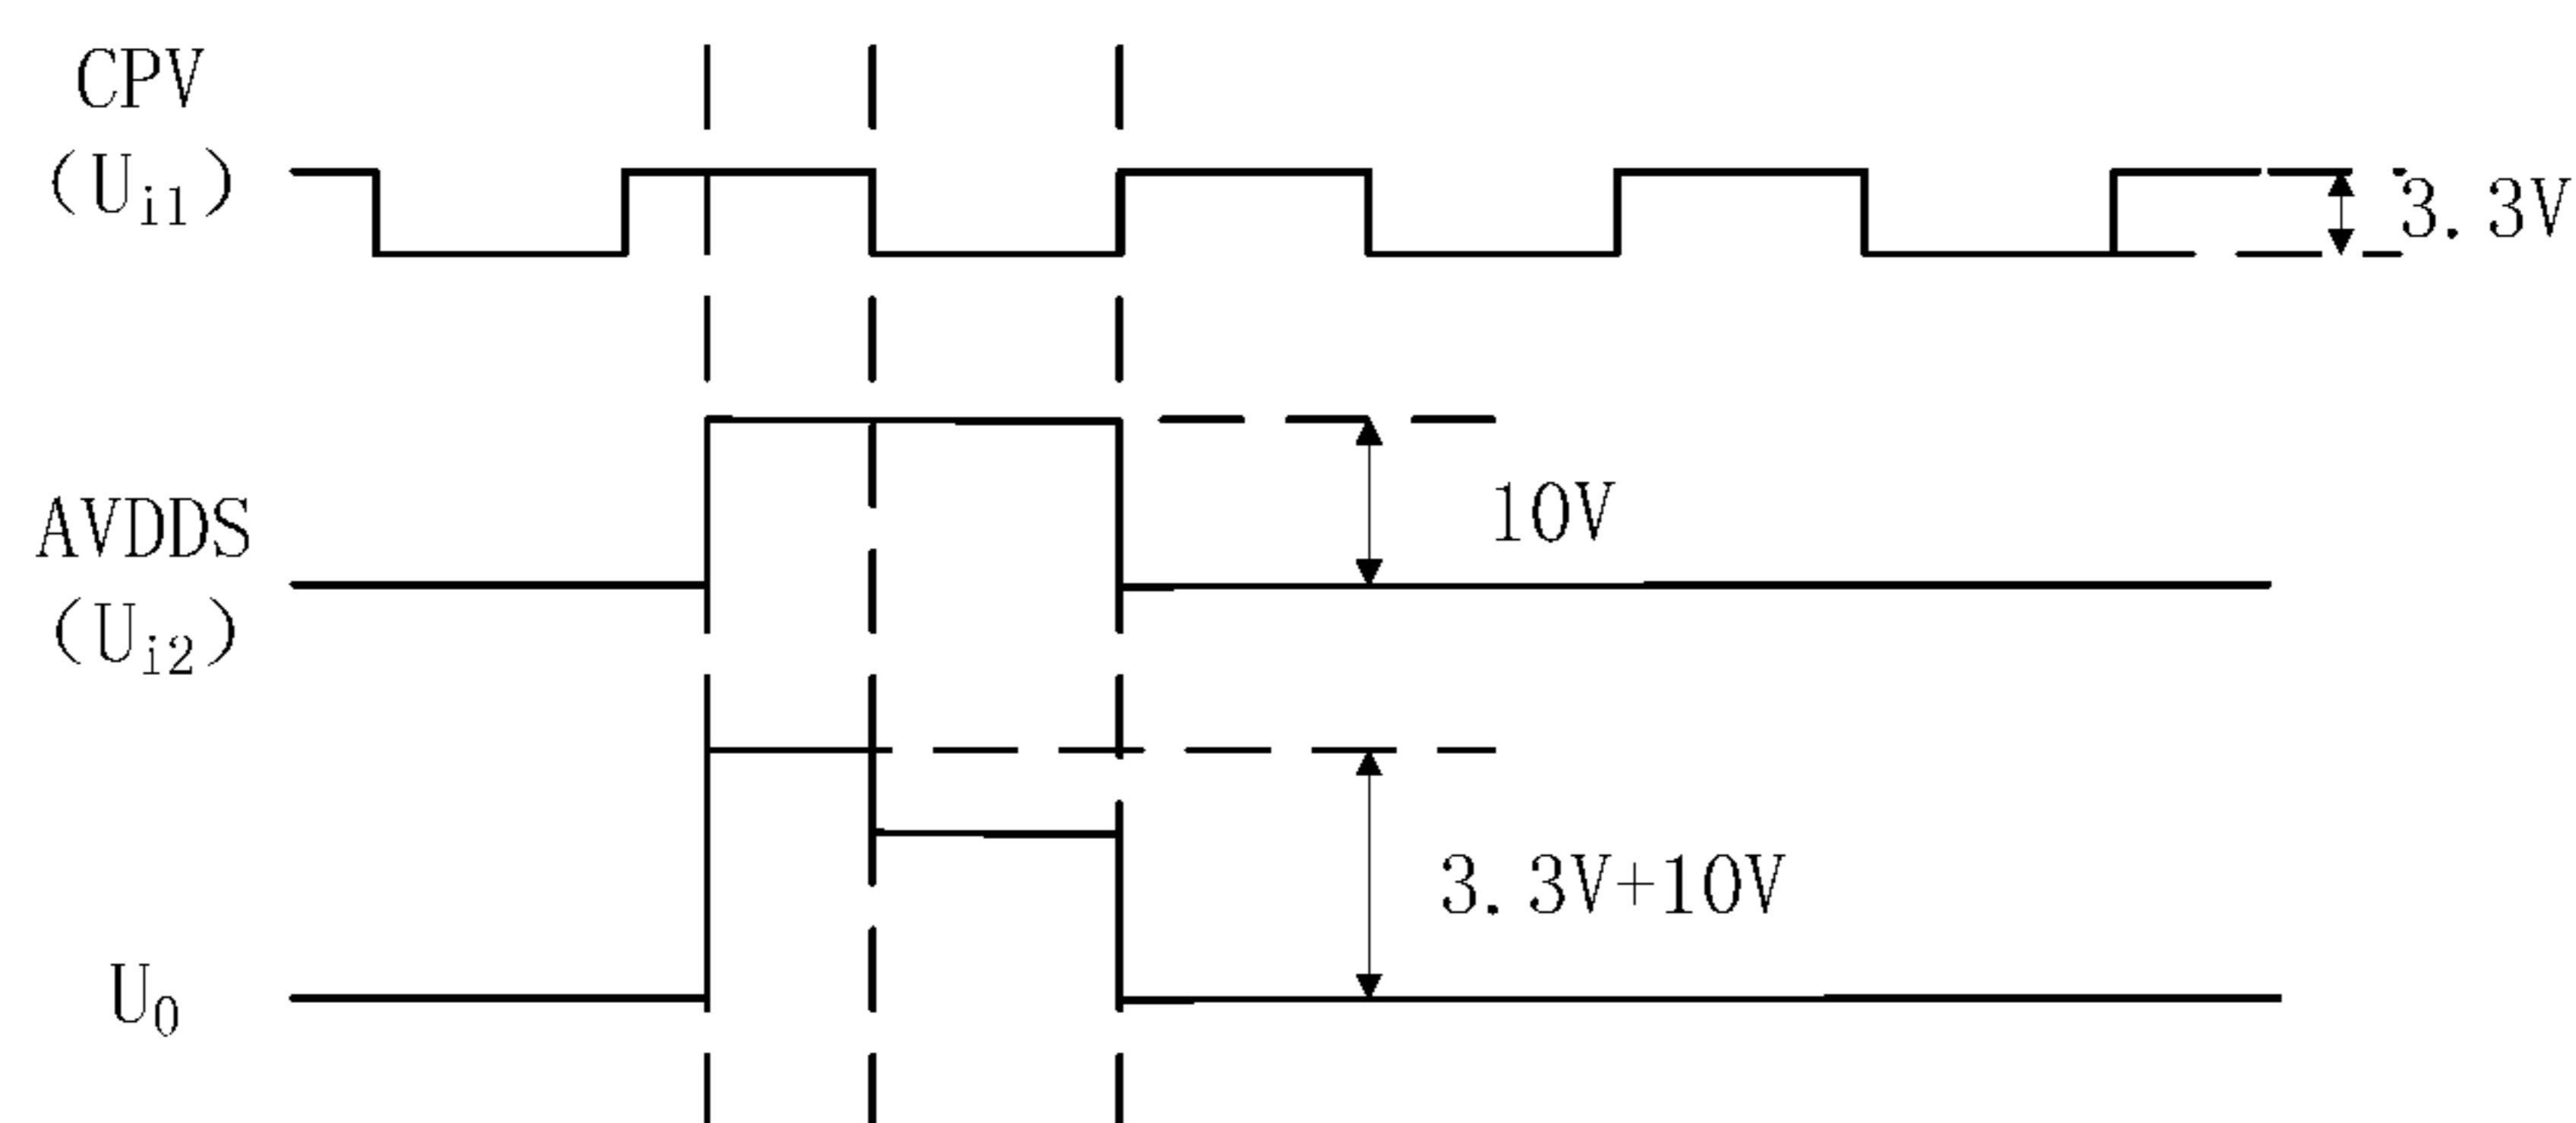 CPV
(Ui1)
3.3V
AVDDS
(Ui2)
10V
3.3V+10V
U0